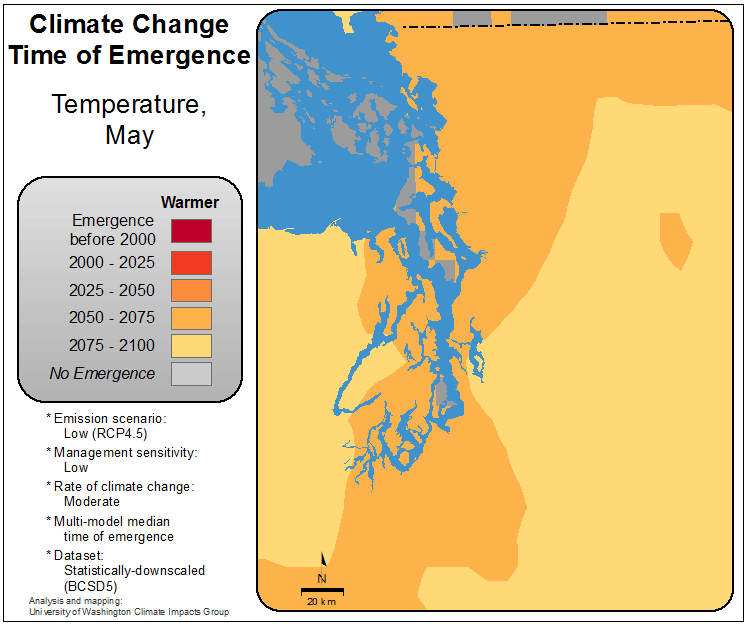 Climate Change
Time of Emergence
Temperature,
May
Warmer
Emergence
before 2000
2000 - 2025
2025 - 2050
2050 - 2075
2075 - 2100
No Emergence
* Emission scenario:
Low (RCP4.5)
* Management sensitivity:
Low
* Rate of climate change:
Moderate
* Multi-model median
time of emergence
* Dataset:
Statistically-downscaled
(BCSD5)
Analysis and mapping:
University of Washington Climate Impacts Group
N
20 km